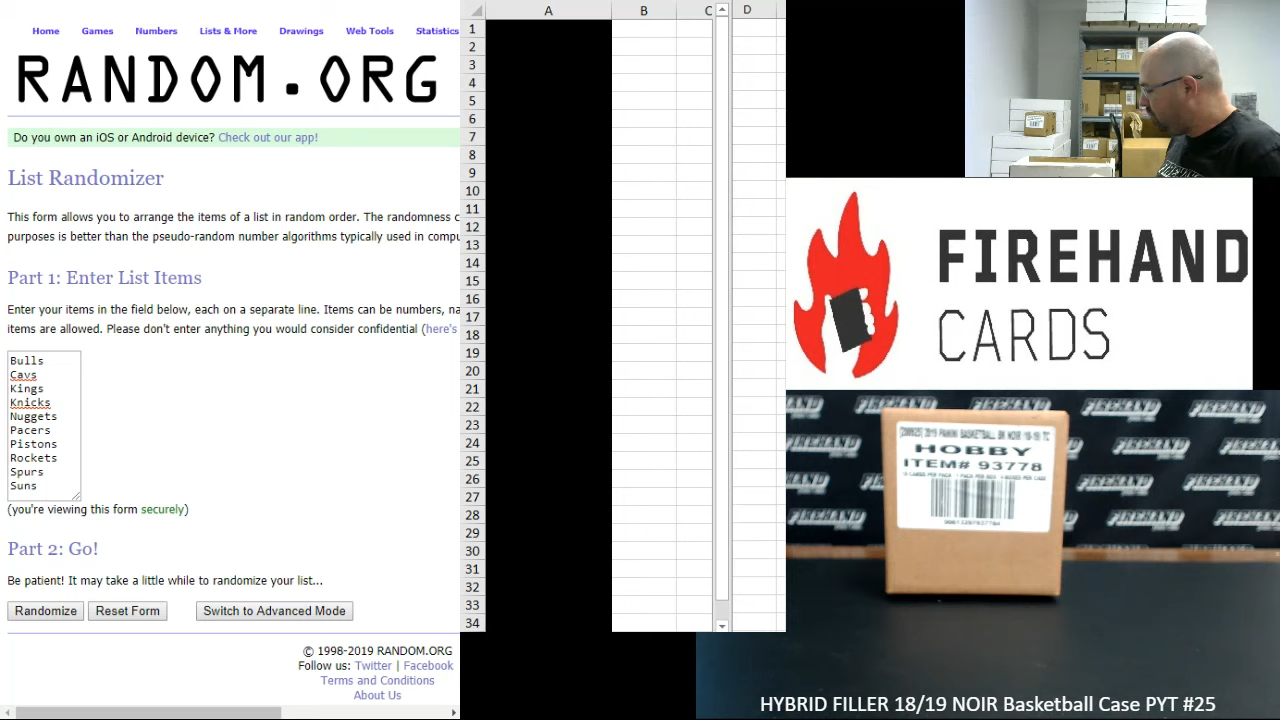 Home Games Numbers Lists & More Drawings Web Tools Statistics
RANDOM.ORG
Do you own an iOS or Android device? Check out our app!
List Randomizer
This form allows you to arrange the items of a list in random order. The randomness c
purposes is better than the pseudo-random number algorithms typically used in compu
Part 1: Enter List Items
Enter your items in the field below, each on a separate line. Items can be numbers, na
items are allowed. Please don't enter anything you would consider confidential (here's
Bulls
Cavs
Kings
Knicks
Nuggets
Pacers
Pistons
Rockets
Spurs
Suns
(you're viewing this form securely)
Part 2: Go!
Be patient! It may take a little while to randomize your list...
Randomize Reset Form Switch to Advanced Mode
© 1998-2019 RANDOM.ORG
Follow us: Twitter | Facebook
Terms and Conditions
About Us
A B C D
1
2
3
4
5
6
7
8
9
10
11
12
13
14
15
16
17
18
19
20
21
22
23
24
25
26
27
28
29
30
31
32
33
34
FIREHAND
CARDS
2019 PANINI BASKETBALL BK NOIR 18-19 TC
HOBBY
ITEM# 93778
FIREHAND
HYBRID FILLER 18/19 NOIR Basketball Case PYT #25